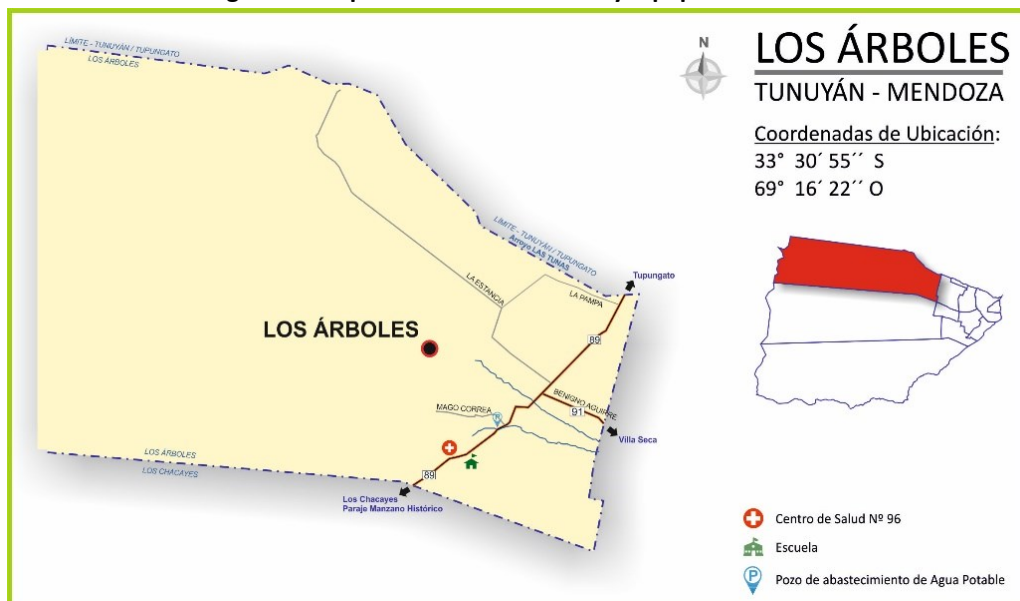 LOS ÁRBOLES
TUNUYÁN - MENDOZA
Coordenadas de Ubicación:
33° 30´ 55´´ S
69° 16´ 22´´ O
N
LÍMITE - TUNUYÁN / TUPUNGATO
LOS ÁRBOLES
LÍMITE - TUNUYÁN / TUPUNGATO
Arroyo LAS TUNAS
Tupungato
LA ESTANCIA
LA PAMPA
LOS ÁRBOLES
89
BENIGNO AGUIRRE
91
MAGO CORREA
P
Villa Seca
LOS ÁRBOLES
LOS CHACAYES
89
Los Chacayes
Paraje Manzano Histórico
Centro de Salud Nº 96
Escuela
P
Pozo de abastecimiento de Agua Potable